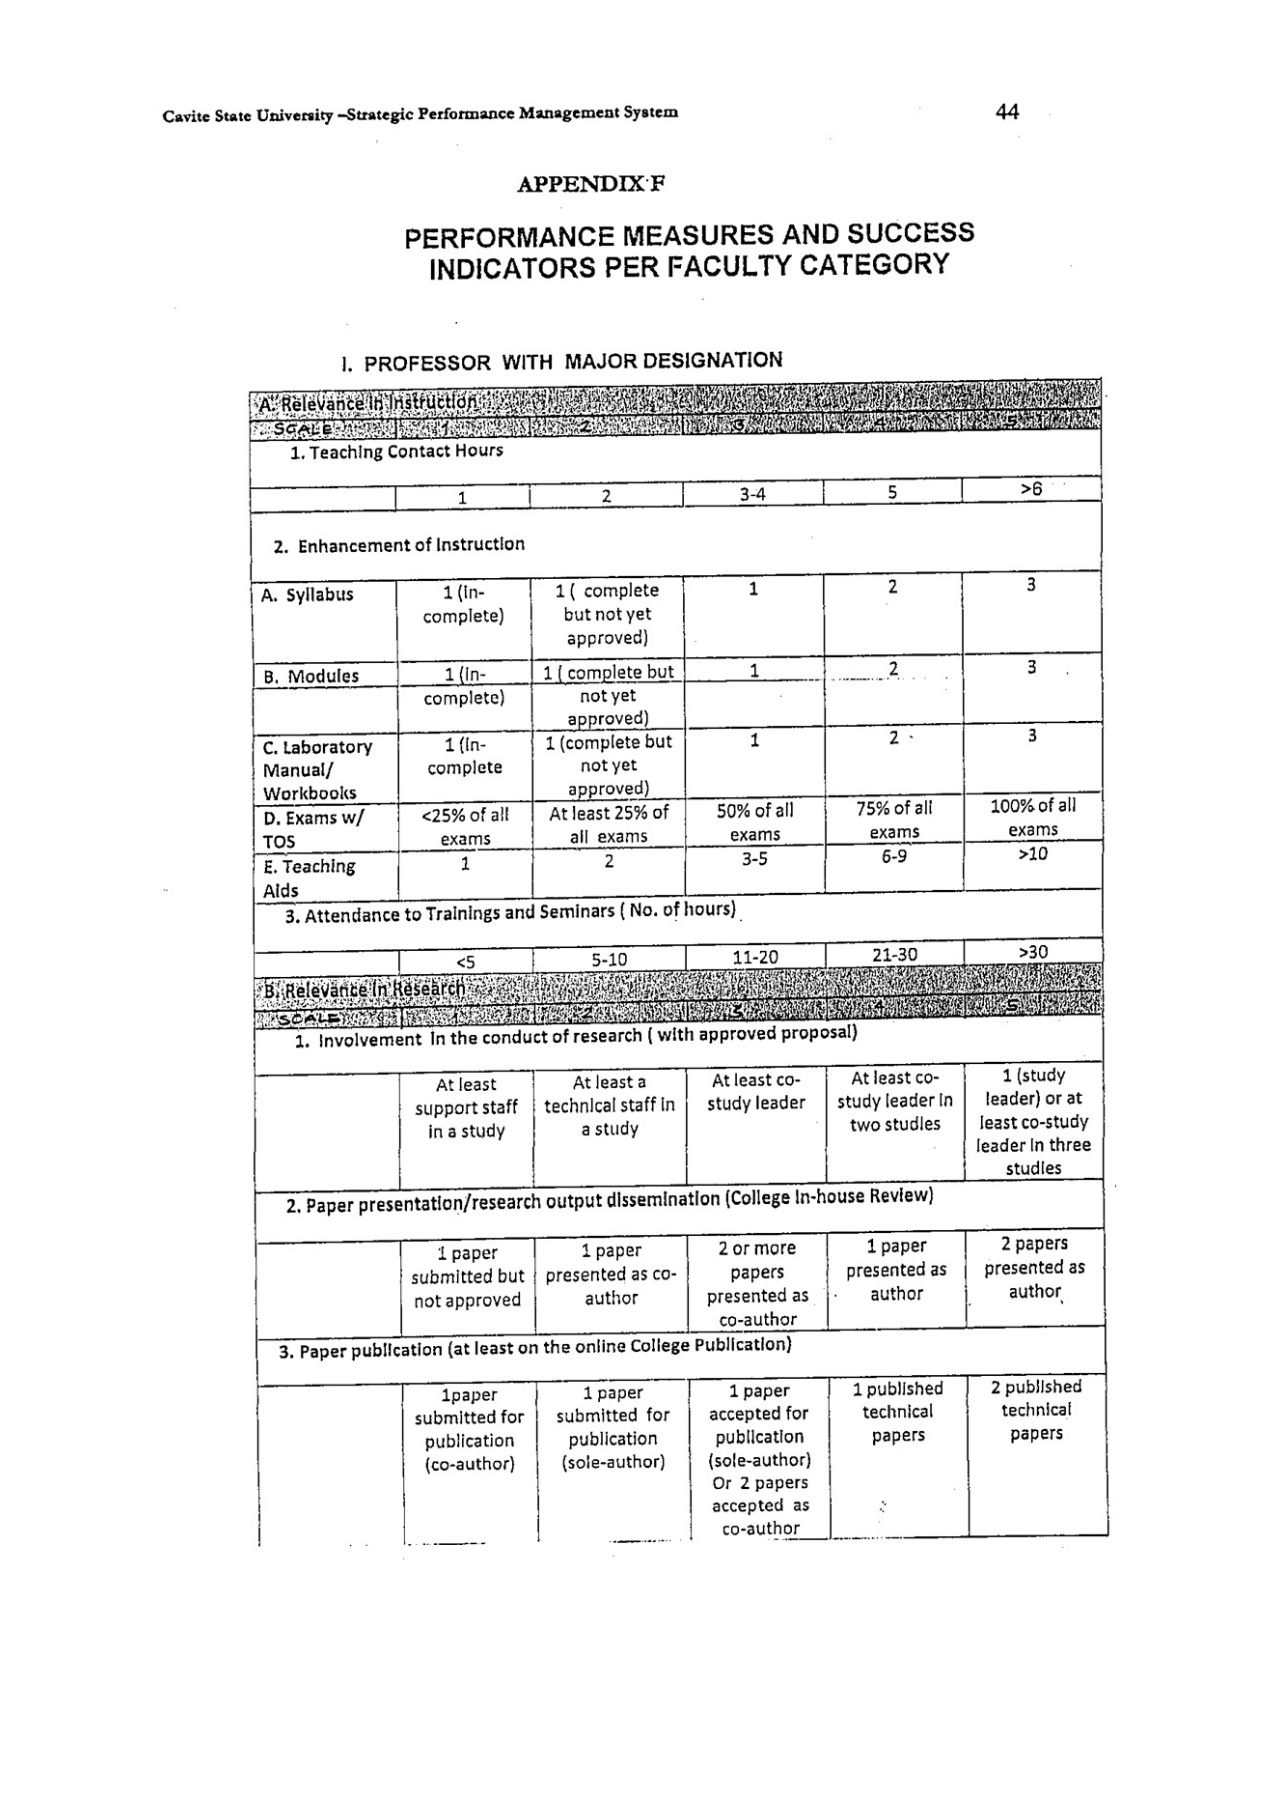 Cavite State University –Strategic Performance Management System 44
APPENDIX F
PERFORMANCE MEASURES AND SUCCESS
INDICATORS PER FACULTY CATEGORY
I. PROFESSOR WITH MAJOR DESIGNATION
A. Relevance in Instruction
SCALE 1 2 3 4 5
1. Teaching Contact Hours
1 2 3-4 5 >6
2. Enhancement of Instruction
A. Syllabus 1 (in- 1 ( complete 1 2 3
complete) but not yet
approved)
B. Modules 1 (in- 1 ( complete but 1 2 3
complete) not yet
approved)
C. Laboratory 1 (in- 1 (complete but 1 2 3
Manual/ complete not yet
Workbooks approved)
D. Exams w/ <25% of all At least 25% of 50% of all 75% of all 100% of all
TOS exams all exams exams exams exams
E. Teaching 1 2 3-5 6-9 >10
Aids
3. Attendance to Trainings and Seminars ( No. of hours)
<5 5-10 11-20 21-30 >30
B. Relevance in Research
SCALE 1 2 3 4 5
1. Involvement in the conduct of research ( with approved proposal)
At least At least a At least co- At least co- 1 (study
support staff technical staff in study leader study leader in leader) or at
in a study a study two studies least co-study
leader in three
studies
2. Paper presentation/research output dissemination (College In-house Review)
1 paper 1 paper 2 or more 1 paper 2 papers
submitted but presented as co- papers presented as presented as
not approved author presented as author author
co-author
3. Paper publication (at least on the online College Publication)
1paper 1 paper 1 paper 1 published 2 published
submitted for submitted for accepted for technical technical
publication publication publication papers papers
(co-author) (sole-author) (sole-author)
Or 2 papers
accepted as
co-author